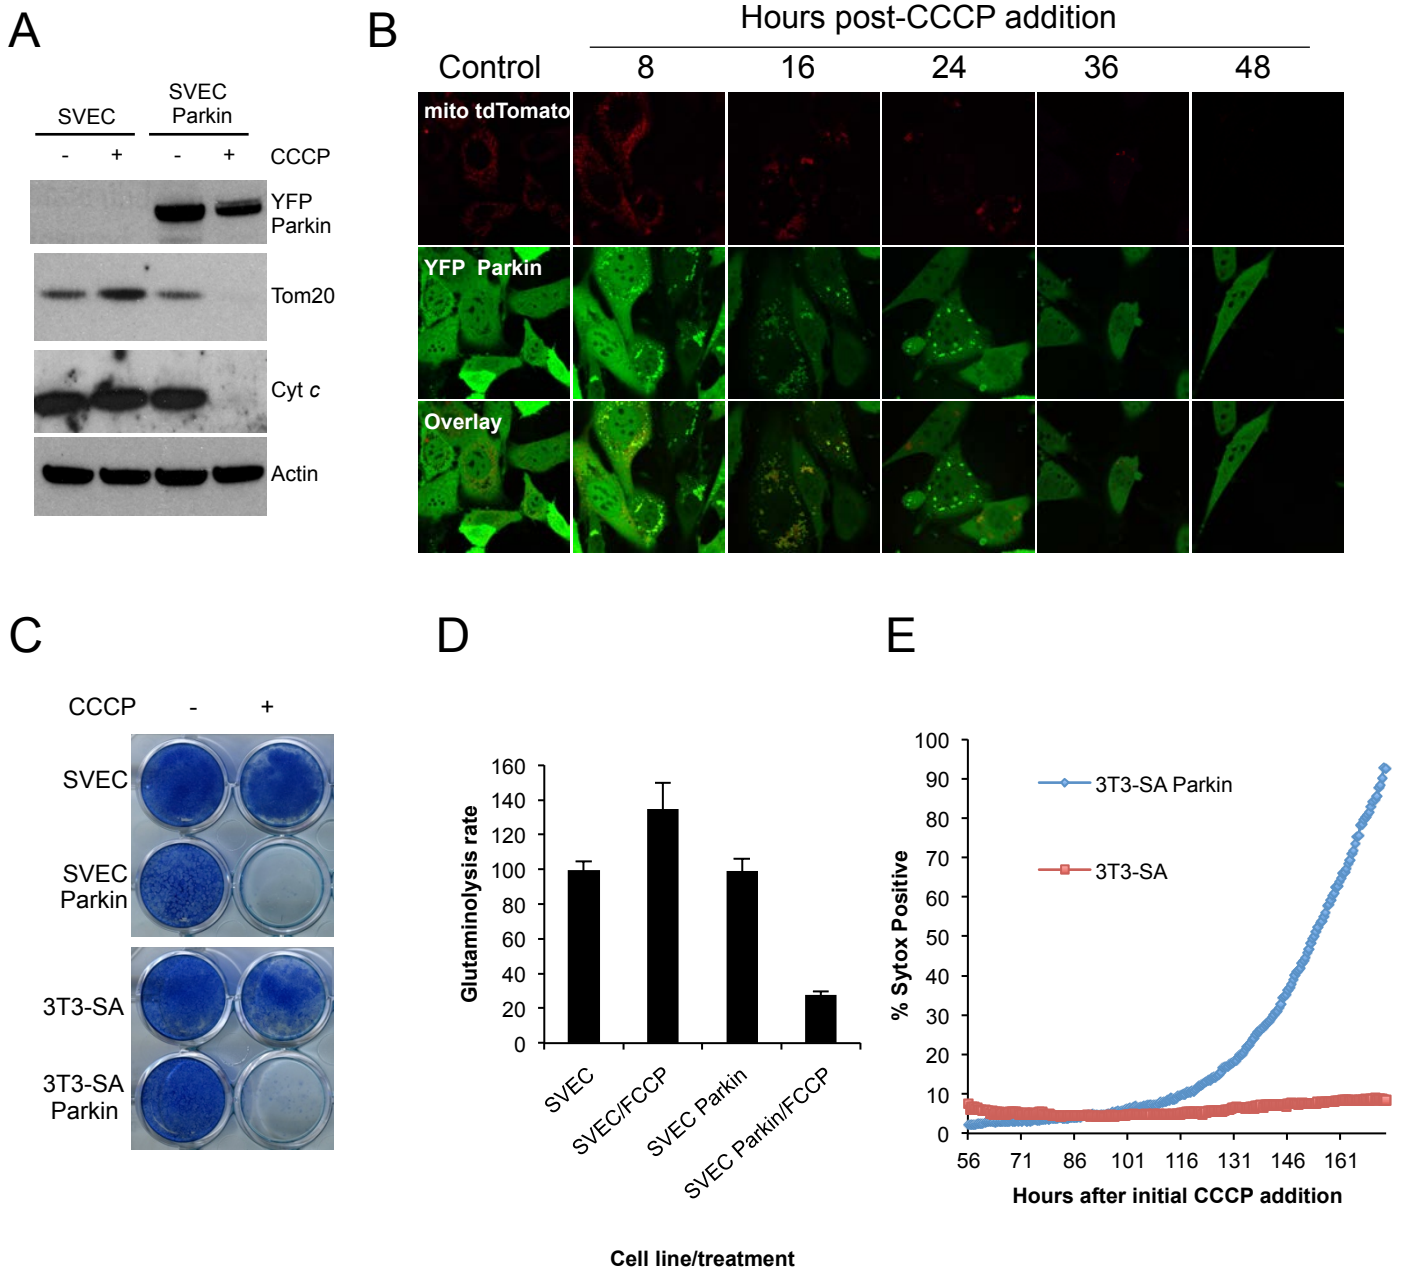 A
SVEC
SVEC
Parkin
- + - + CCCP
YFP
Parkin
Tom20
Cyt c
Actin
B
Hours post-CCCP addition
Control 8 16 24 36 48
mito tdTomato
YFP Parkin
Overlay
C
CCCP - +
SVEC
SVEC
Parkin
3T3-SA
3T3-SA
Parkin
D
Glutaminolysis rate
160
140
120
100
80
60
40
20
0
SVEC
SVEC/FCCP
SVEC Parkin
SVEC Parkin/FCCP
Cell line/treatment
E
% Sytox Positive
100
90
80
70
60
50
40
30
20
10
0
3T3-SA Parkin
3T3-SA
56 71 86 101 116 131 146 161
Hours after initial CCCP addition